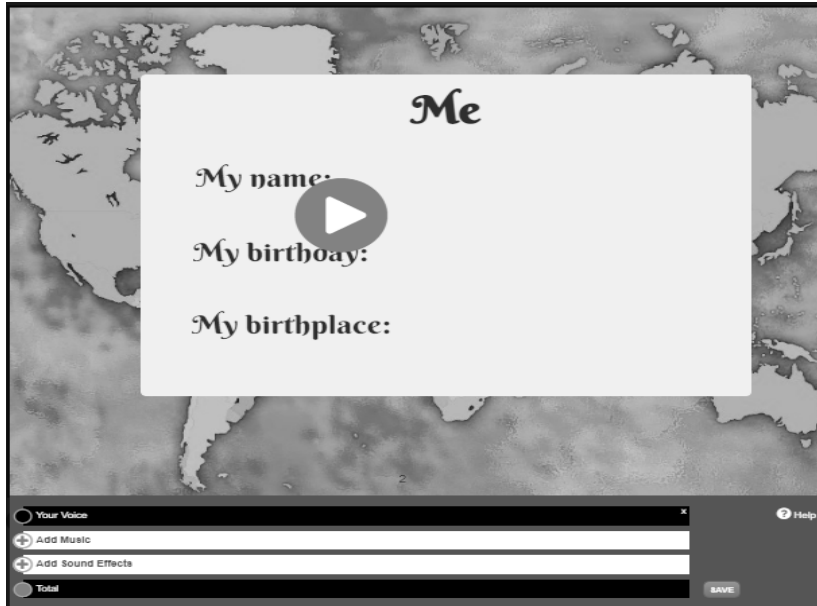 Me
My name:
My birthday:
My birthplace:
2
Your Voice
x
Help
Add Music
Add Sound Effects
Total
SAVE